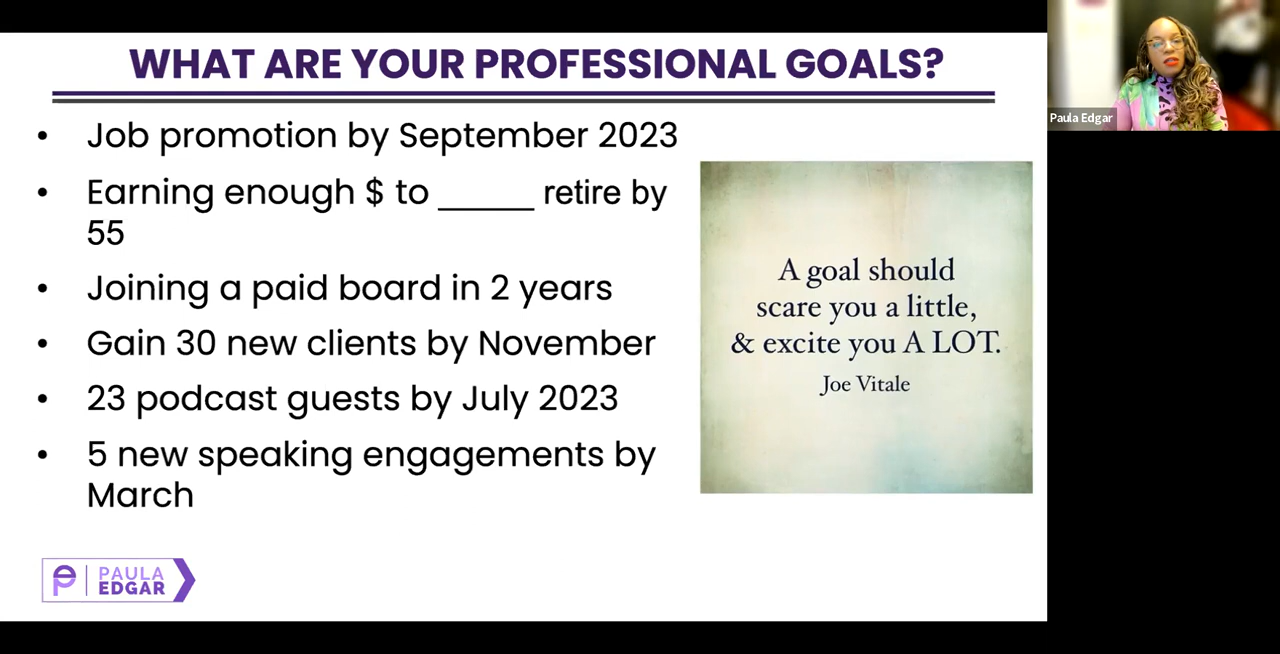 WHAT ARE YOUR PROFESSIONAL GOALS?
• Job promotion by September 2023
• Earning enough $ to _____ retire by
55
• Joining a paid board in 2 years
• Gain 30 new clients by November
• 23 podcast guests by July 2023
• 5 new speaking engagements by
March
A goal should
scare you a little,
& excite you A LOT.
Joe Vitale
ep
PAULA
EDGAR
Paula Edgar